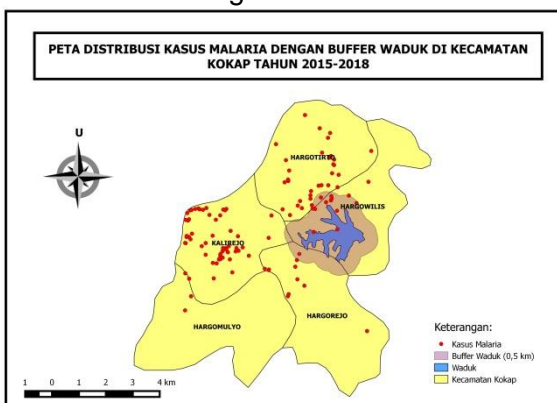 PETA DISTRIBUSI KASUS MALARIA DENGAN BUFFER WADUK DI KECAMATAN
KOKAP TAHUN 2015-2018
U
HARGOTIRTO
HARGOWILIS
KALIREJO
HARGOMULYO
HARGOREJO
Keterangan:
Kasus Malaria
Buffer Waduk (0,5 km)
Waduk
Kecamatan Kokap
1 0 1 2 3 4 km